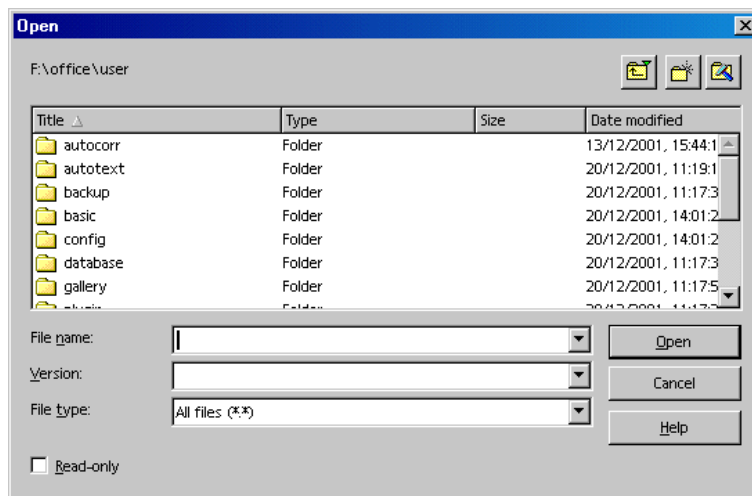 Open
F:\office\user
Title Type Size Date modified
autocorr Folder 13/12/2001, 15:44:1
autotext Folder 20/12/2001, 11:19:1
backup Folder 20/12/2001, 11:17:3
basic Folder 20/12/2001, 14:01:2
config Folder 20/12/2001, 14:01:2
database Folder 20/12/2001, 11:17:3
gallery Folder 20/12/2001, 11:17:5
File name: Open
Version: Cancel
File type: All files (*.*) Help
Read-only